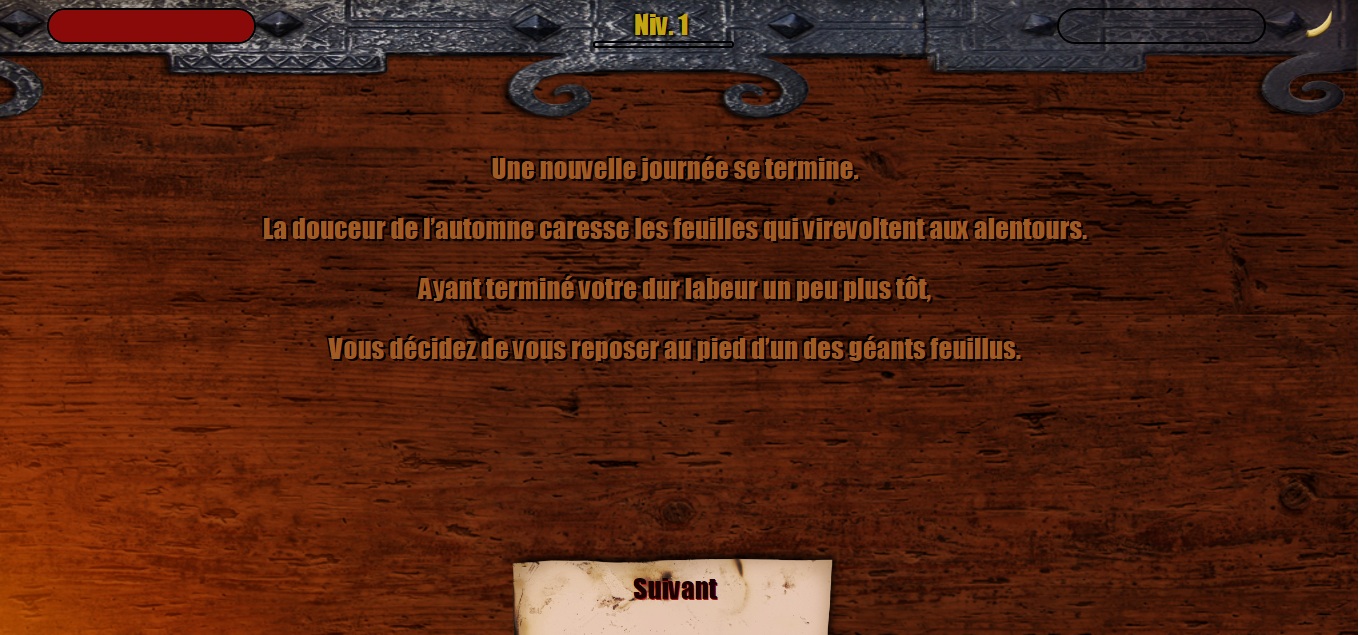 Niv. 1
Une nouvelle journée se termine.
La douceur de l'automne caresse les feuilles qui virevoltent aux alentours.
Ayant terminé votre dur labeur un peu plus tôt,
Vous décidez de vous reposer au pied d'un des géants feuillus.
Suivant